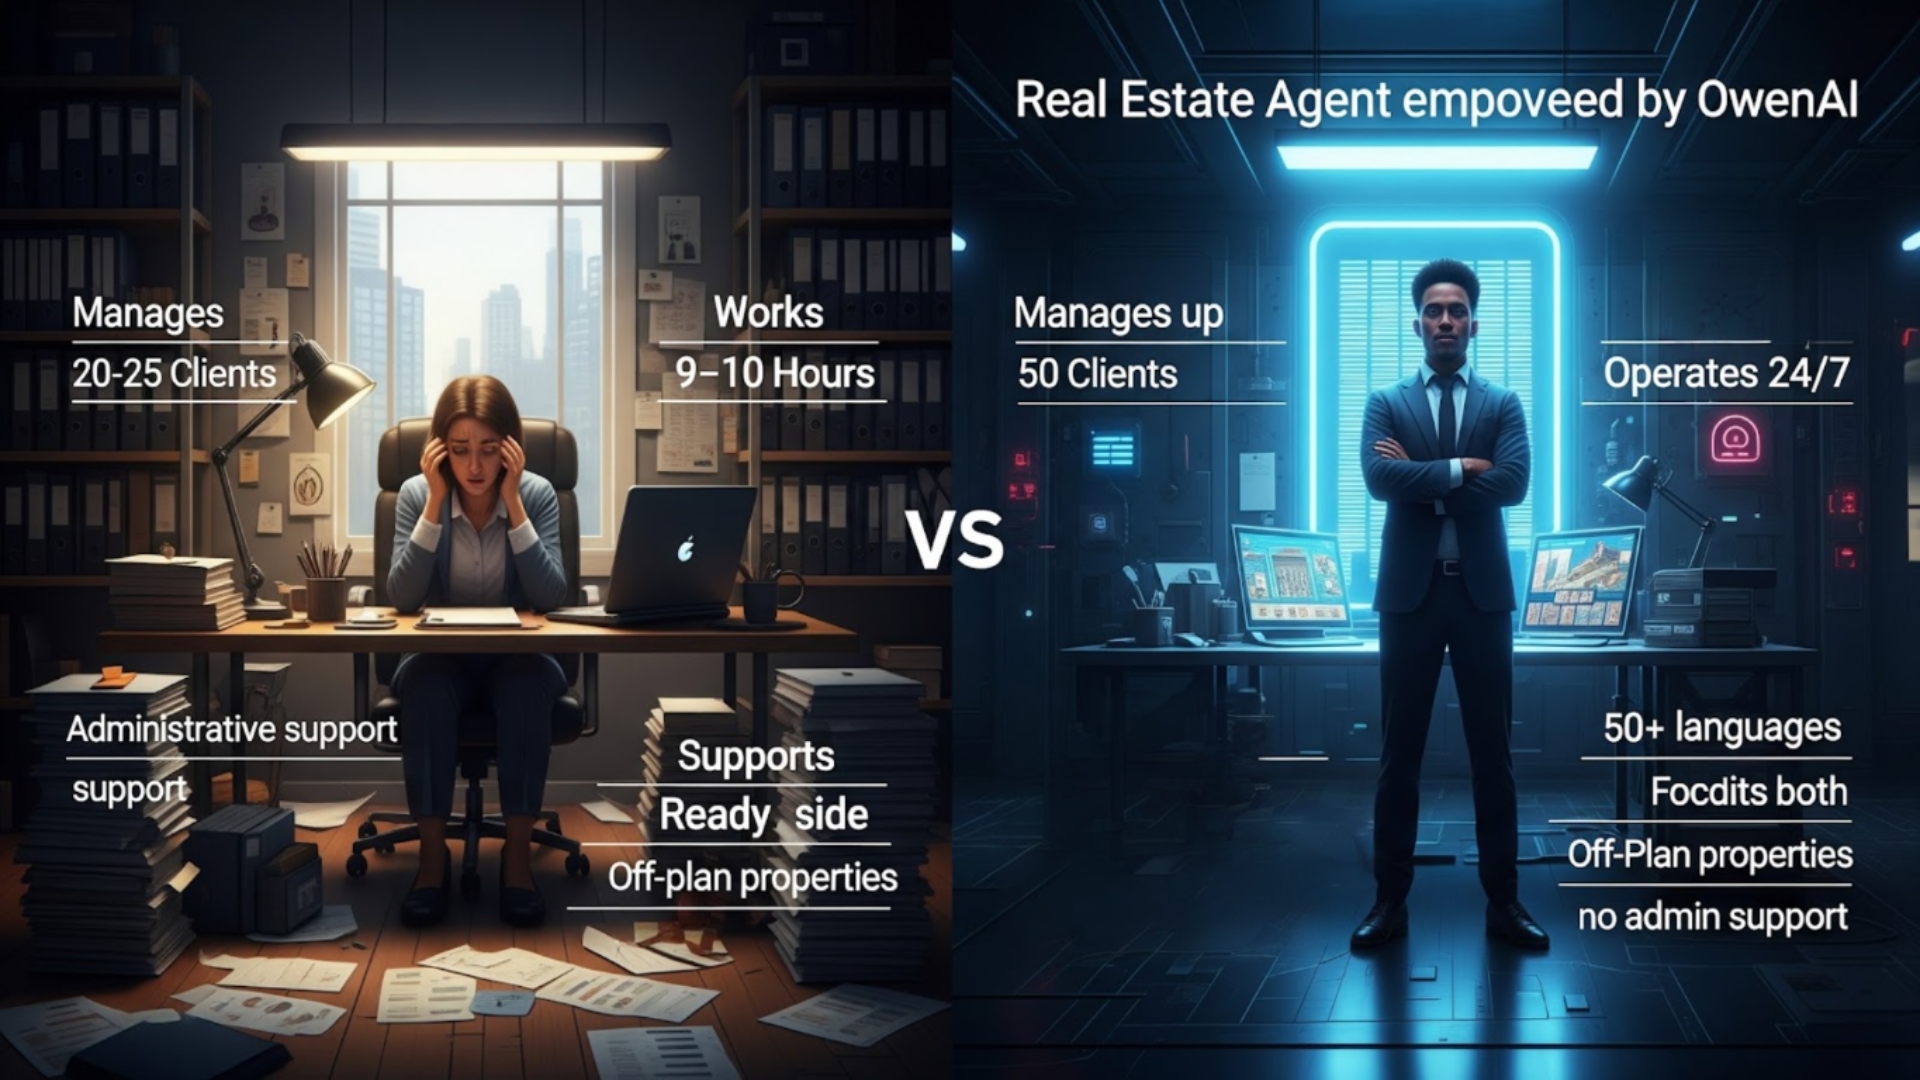 Manages
20-25 Clients
Works
9–10 Hours
Administrative support
support
Supports
Ready side
Off-plan properties
VS
Real Estate Agent empoveed by OwenAI
Manages up
50 Clients
Operates 24/7
50+ languages
Focdits both
Off-Plan properties
no admin support